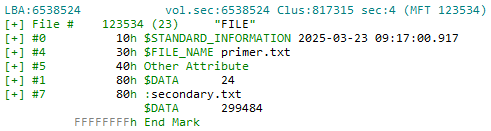 LBA:6538524 vol.sec:6538524 Clus:817315 sec:4 (MFT 123534)
[+] File # 123534 (23) "FILE"
[+] #0 10h $STANDARD_INFORMATION 2025-03-23 09:17:00.917
[+] #4 30h $FILE_NAME primer.txt
[+] #5 40h Other Attribute
[+] #1 80h $DATA 24
[+] #7 80h :secondary.txt
$DATA 299484
FFFFFFFFh End Mark